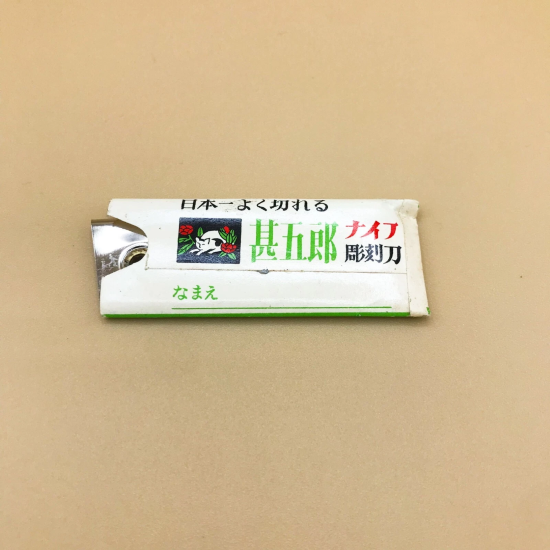 日本一よく切れる
甚五郎 ナイフ
彫刻刀
なまえ